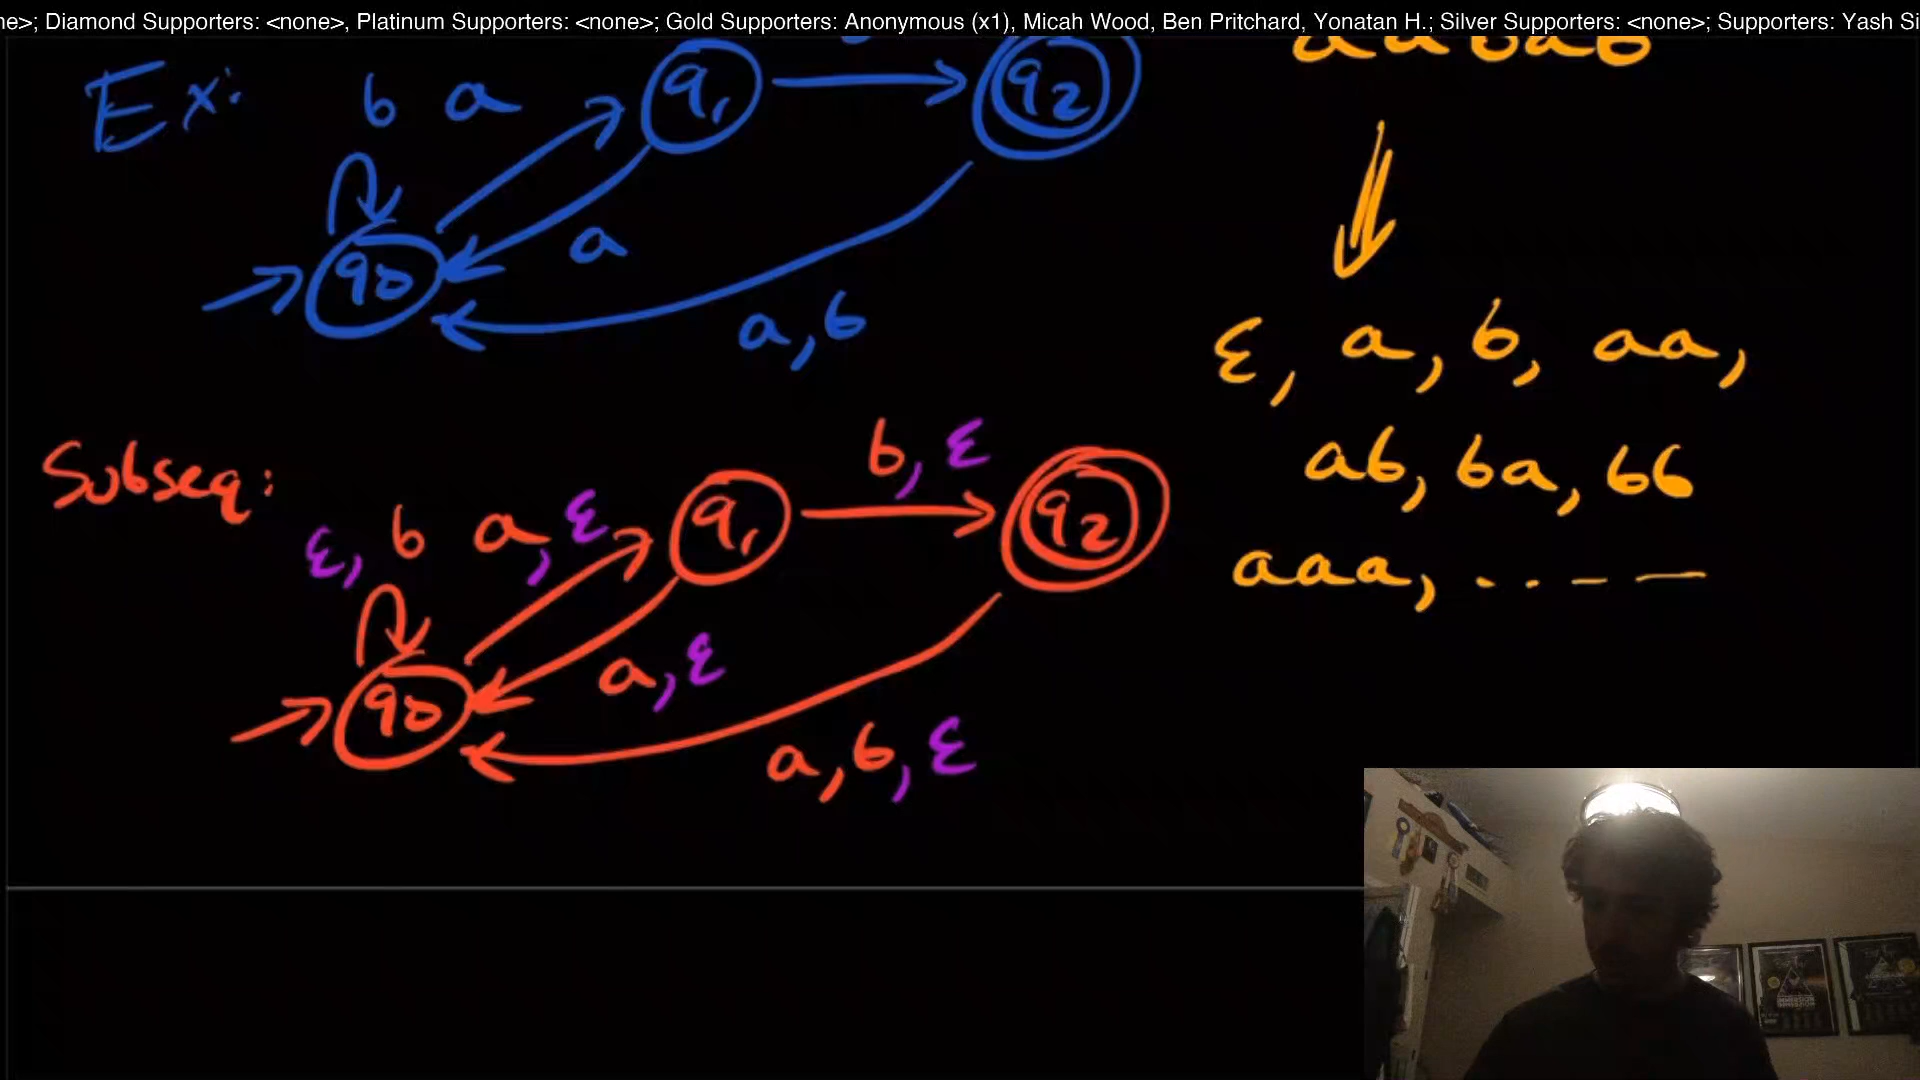 ne>; Diamond Supporters: <none>, Platinum Supporters: <none>; Gold Supporters: Anonymous (x1), Micah Wood, Ben Pritchard, Yonatan H.; Silver Supporters: <none>; Supporters: Yash Si
aabab
Ex:
b a
q1
q2
a
q0
a,b
ε, a, b, aa,
ab, ba, bb
aaa, ....
Subseq:
b, ε
ε, b a, ε
q1
q2
a, ε
q0
a, b, ε